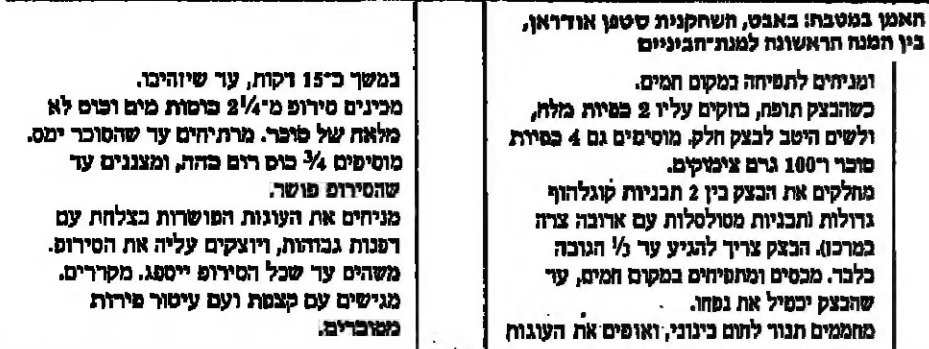 האמן במטבח: באבט, השחקנית סטפן אודראן,
בין המנה הראשונה למנת־הביניים
ומניחים לתפיחה במקום חמים.
כשהבצק תופח, בוזקים עליו 2 כפיות מלח,
ולשים היטב לבצק חלק. מוסיפים גם 4 כפיות
סוכר ו־100 גרם צימוקים.
מחלקים את הבצק בין 2 תבניות קוגלהוף
גדולות (תבניות מסולסלות עם ארובה צרה
במרכז). הבצק צריך להגיע עד ⅓ הגובה
בלבד. מכסים ומתפיחים במקום חמים, עד
שהבצק יכפיל את נפחו.
מחממים תנור לחום בינוני, ואופים את העוגות
במשך כ־15 דקות, עד שיזהיבו.
מכינים סירופ מ־2¼ כוסות מים וכוס לא
מלאה של סוכר. מרתיחים עד שהסוכר ימס.
מוסיפים ¾ כוס רום כהה, ומצננים עד
שהסירופ פושר.
מניחים את העוגות הפושרות בצלחת עם
דפנות גבוהות, ויוצקים עליה את הסירופ.
משהים עד שכל הסירופ ייספג. מקררים.
מגישים עם קצפת ועם עיטור פירות
מסוכרים.